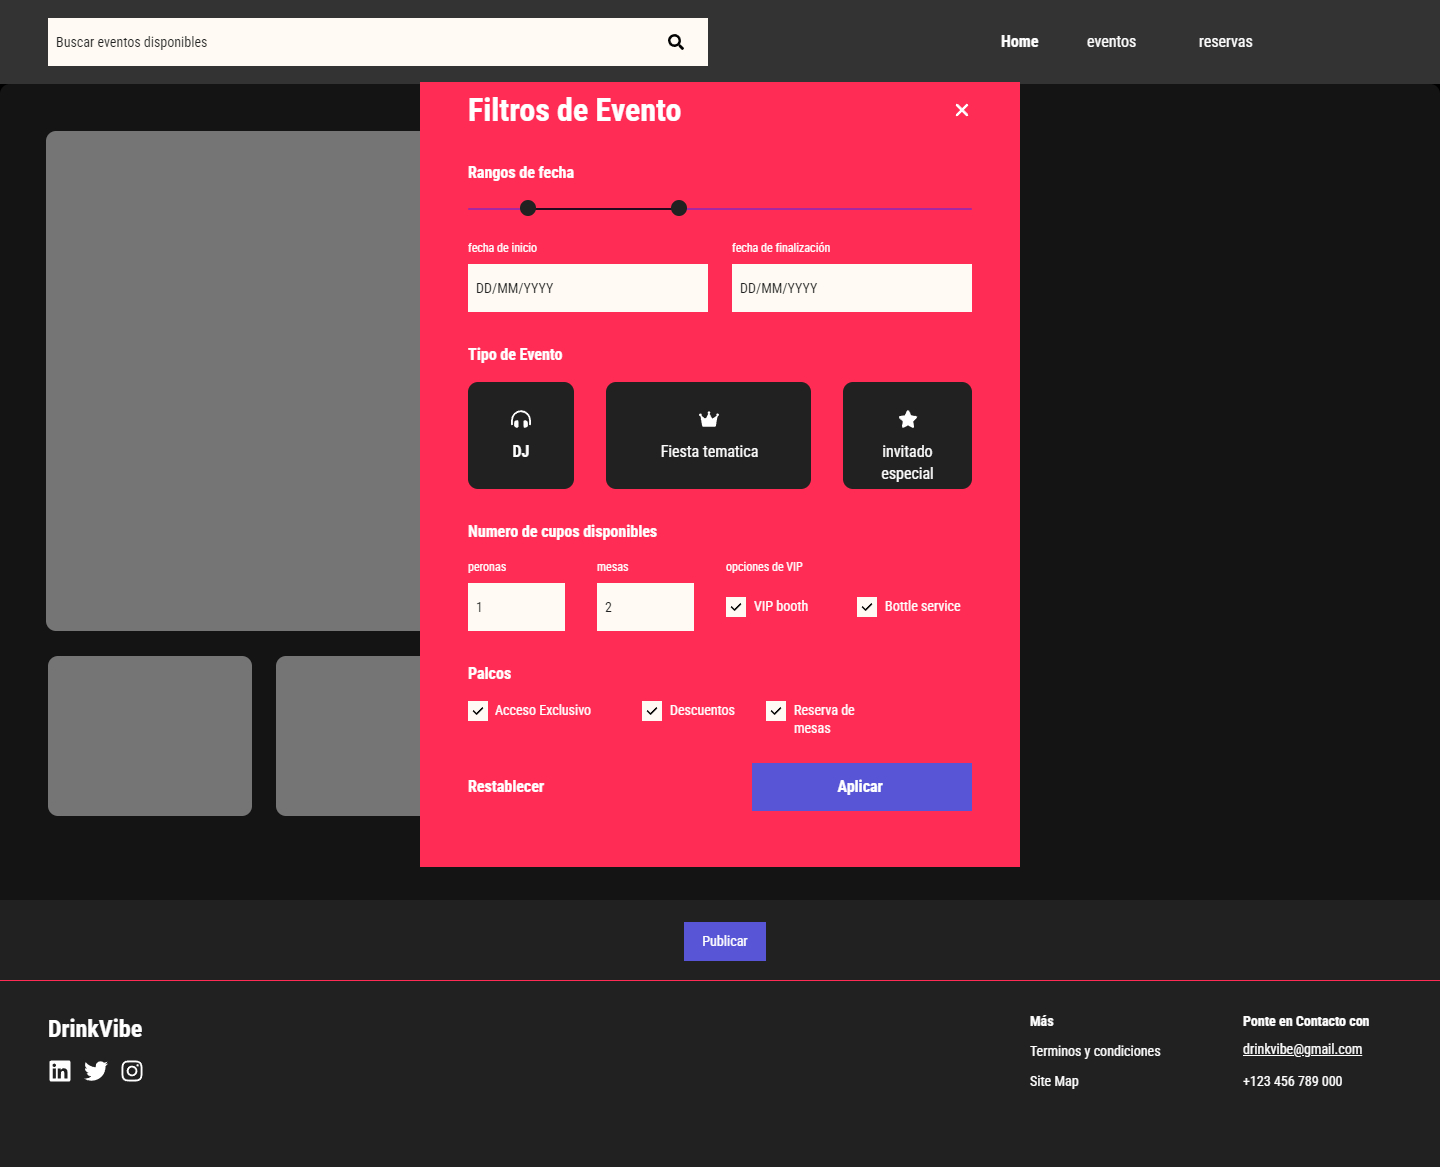 Buscar eventos disponibles
Home
eventos
reservas
Filtros de Evento
Rangos de fecha
fecha de inicio
fecha de finalización
DD/MM/YYYY
DD/MM/YYYY
Tipo de Evento
DJ
Fiesta tematica
invitado
especial
Numero de cupos disponibles
peronas
mesas
opciones de VIP
1
2
VIP booth
Bottle service
Palcos
Acceso Exclusivo
Descuentos
Reserva de
mesas
Restablecer
Aplicar
Publicar
DrinkVibe
Más
Terminos y condiciones
Site Map
Ponte en Contacto con
drinkvibe@gmail.com
+123 456 789 000